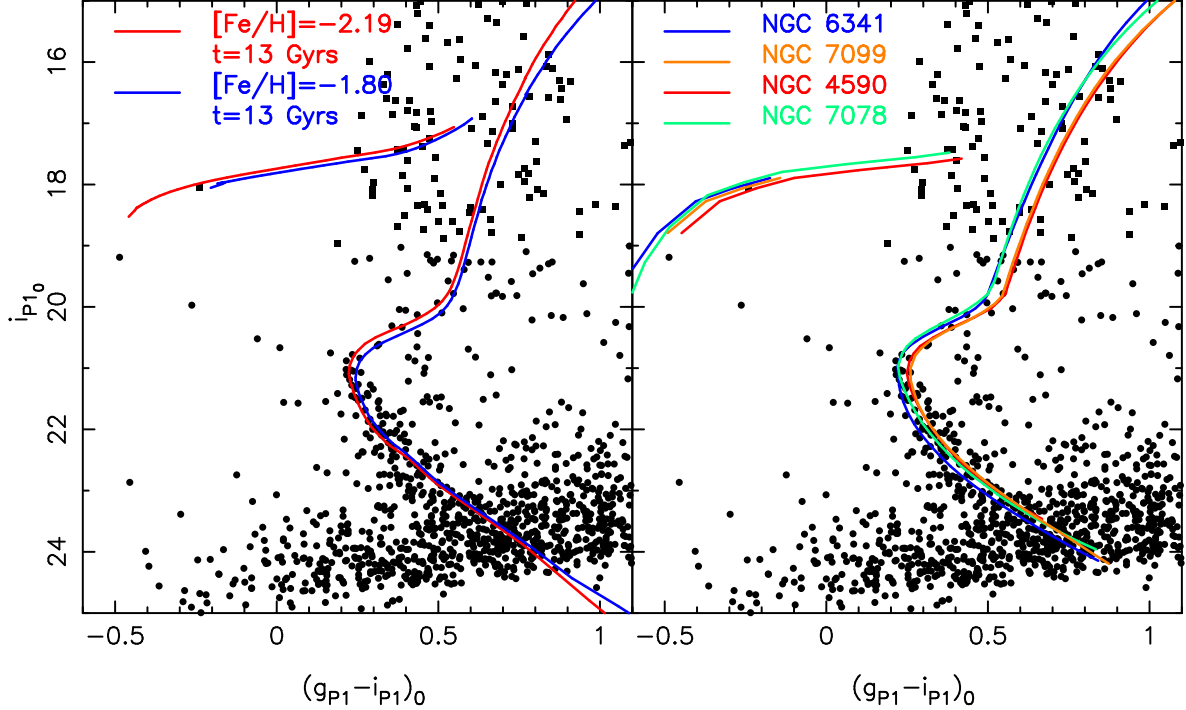 [Fe/H]=−2.19
t=13 Gyrs
[Fe/H]=−1.80
t=13 Gyrs
NGC 6341
NGC 7099
NGC 4590
NGC 7078
16
18
20
22
24
i_P1_0
−0.5 0 0.5 1
−0.5 0 0.5 1
(g_P1−i_P1)_0
(g_P1−i_P1)_0